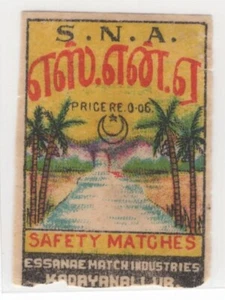 S.N.A.
எஸ்.என்.ஏ
PRICE RE. 0-06.
SAFETY MATCHES
ESSANAE MATCH INDUSTRIES
KADAYANALLUR.